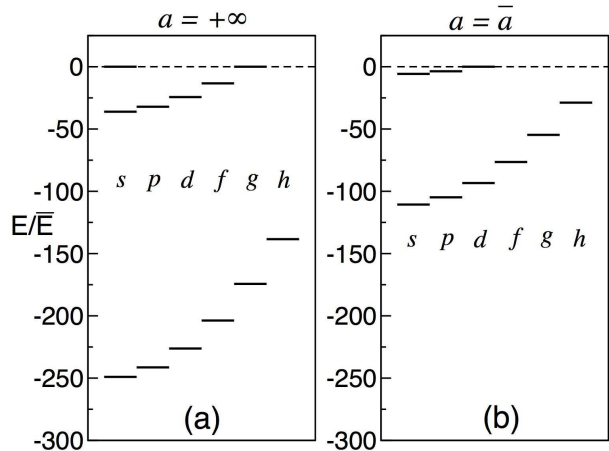 a = +∞
a = a̅
0
-50
-100
-150
-200
-250
-300
E/E̅
s p d f g h
(a)
0
-50
-100
-150
-200
-250
-300
s p d f g h
(b)